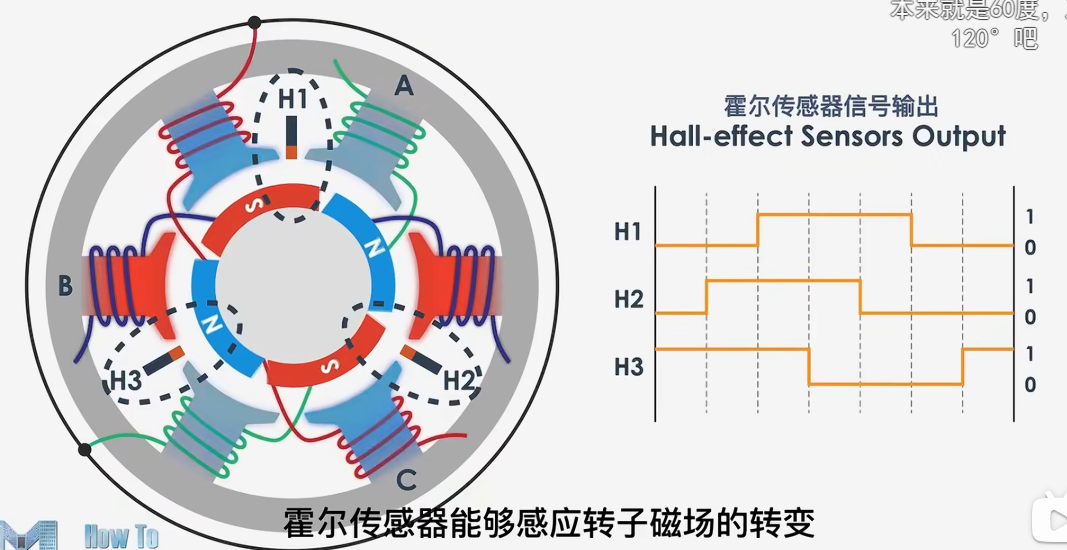 本来就是60度，
120° 吧
A
H1
霍尔传感器信号输出
Hall-effect Sensors Output
S
N
B
N
S
H3
H2
C
H1
1
0
H2
1
0
H3
1
0
霍尔传感器能够感应转子磁场的转变
How To